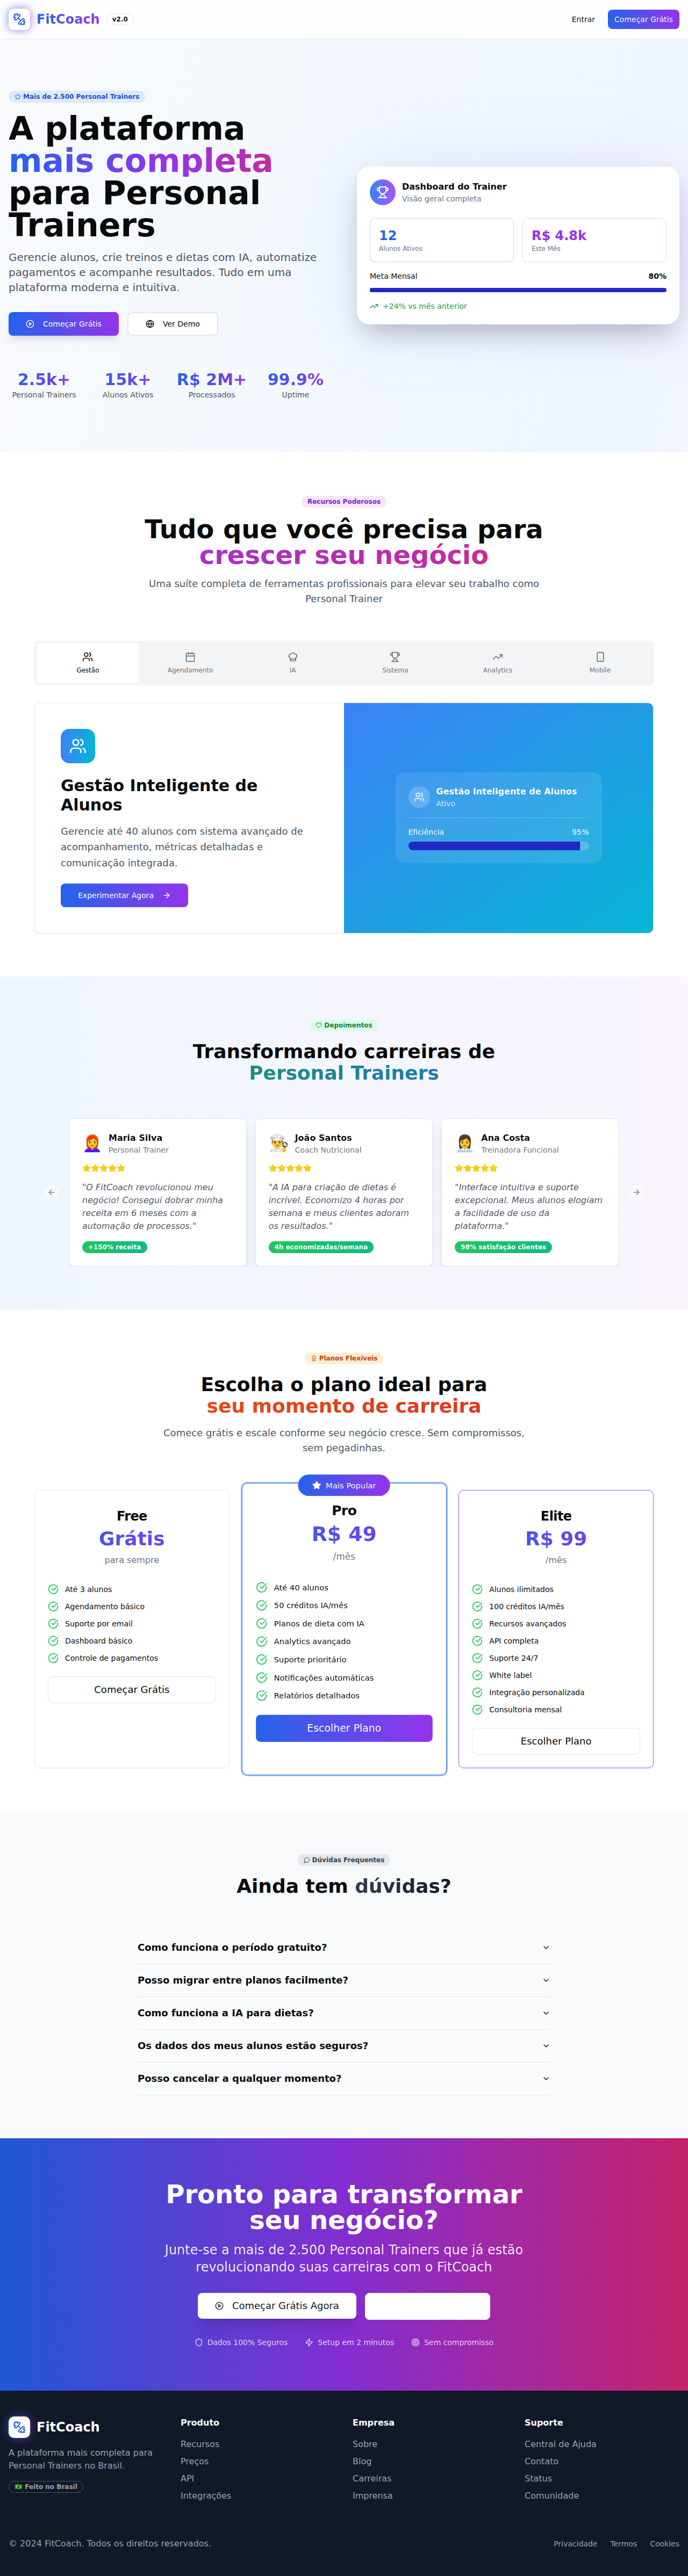 FitCoach v2.0
Entrar
Começar Grátis
Mais de 2.500 Personal Trainers
A plataforma
mais completa
para Personal
Trainers
Gerencie alunos, crie treinos e dietas com IA, automatize
pagamentos e acompanhe resultados. Tudo em uma
plataforma moderna e intuitiva.
Começar Grátis
Ver Demo
2.5k+
Personal Trainers
15k+
Alunos Ativos
R$ 2M+
Processados
99.9%
Uptime
Dashboard do Trainer
Visão geral completa
12
Alunos Ativos
R$ 4.8k
Este Mês
Meta Mensal 80%
+24% vs mês anterior
Recursos Poderosos
Tudo que você precisa para
crescer seu negócio
Uma suíte completa de ferramentas profissionais para elevar seu trabalho como
Personal Trainer
Gestão
Agendamento
IA
Sistema
Analytics
Mobile
Gestão Inteligente de
Alunos
Gerencie até 40 alunos com sistema avançado de
acompanhamento, métricas detalhadas e
comunicação integrada.
Experimentar Agora
Gestão Inteligente de Alunos
Ativo
Eficiência 95%
Depoimentos
Transformando carreiras de
Personal Trainers
Maria Silva
Personal Trainer
"O FitCoach revolucionou meu
negócio! Consegui dobrar minha
receita em 6 meses com a
automação de processos."
+150% receita
João Santos
Coach Nutricional
"A IA para criação de dietas é
incrível. Economizo 4 horas por
semana e meus clientes adoram
os resultados."
4h economizadas/semana
Ana Costa
Treinadora Funcional
"Interface intuitiva e suporte
excepcional. Meus alunos elogiam
a facilidade de uso da
plataforma."
98% satisfação clientes
Planos Flexíveis
Escolha o plano ideal para
seu momento de carreira
Comece grátis e escale conforme seu negócio cresce. Sem compromissos,
sem pegadinhas.
Free
Grátis
para sempre
Até 3 alunos
Agendamento básico
Suporte por email
Dashboard básico
Controle de pagamentos
Começar Grátis
Mais Popular
Pro
R$ 49
/mês
Até 40 alunos
50 créditos IA/mês
Planos de dieta com IA
Analytics avançado
Suporte prioritário
Notificações automáticas
Relatórios detalhados
Escolher Plano
Elite
R$ 99
/mês
Alunos ilimitados
100 créditos IA/mês
Recursos avançados
API completa
Suporte 24/7
White label
Integração personalizada
Consultoria mensal
Escolher Plano
Dúvidas Frequentes
Ainda tem dúvidas?
Como funciona o período gratuito?
Posso migrar entre planos facilmente?
Como funciona a IA para dietas?
Os dados dos meus alunos estão seguros?
Posso cancelar a qualquer momento?
Pronto para transformar
seu negócio?
Junte-se a mais de 2.500 Personal Trainers que já estão
revolucionando suas carreiras com o FitCoach
Começar Grátis Agora
Dados 100% Seguros
Setup em 2 minutos
Sem compromisso
FitCoach
A plataforma mais completa para
Personal Trainers no Brasil.
Feito no Brasil
Produto
Recursos
Preços
API
Integrações
Empresa
Sobre
Blog
Carreiras
Imprensa
Suporte
Central de Ajuda
Contato
Status
Comunidade
© 2024 FitCoach. Todos os direitos reservados.
Privacidade
Termos
Cookies